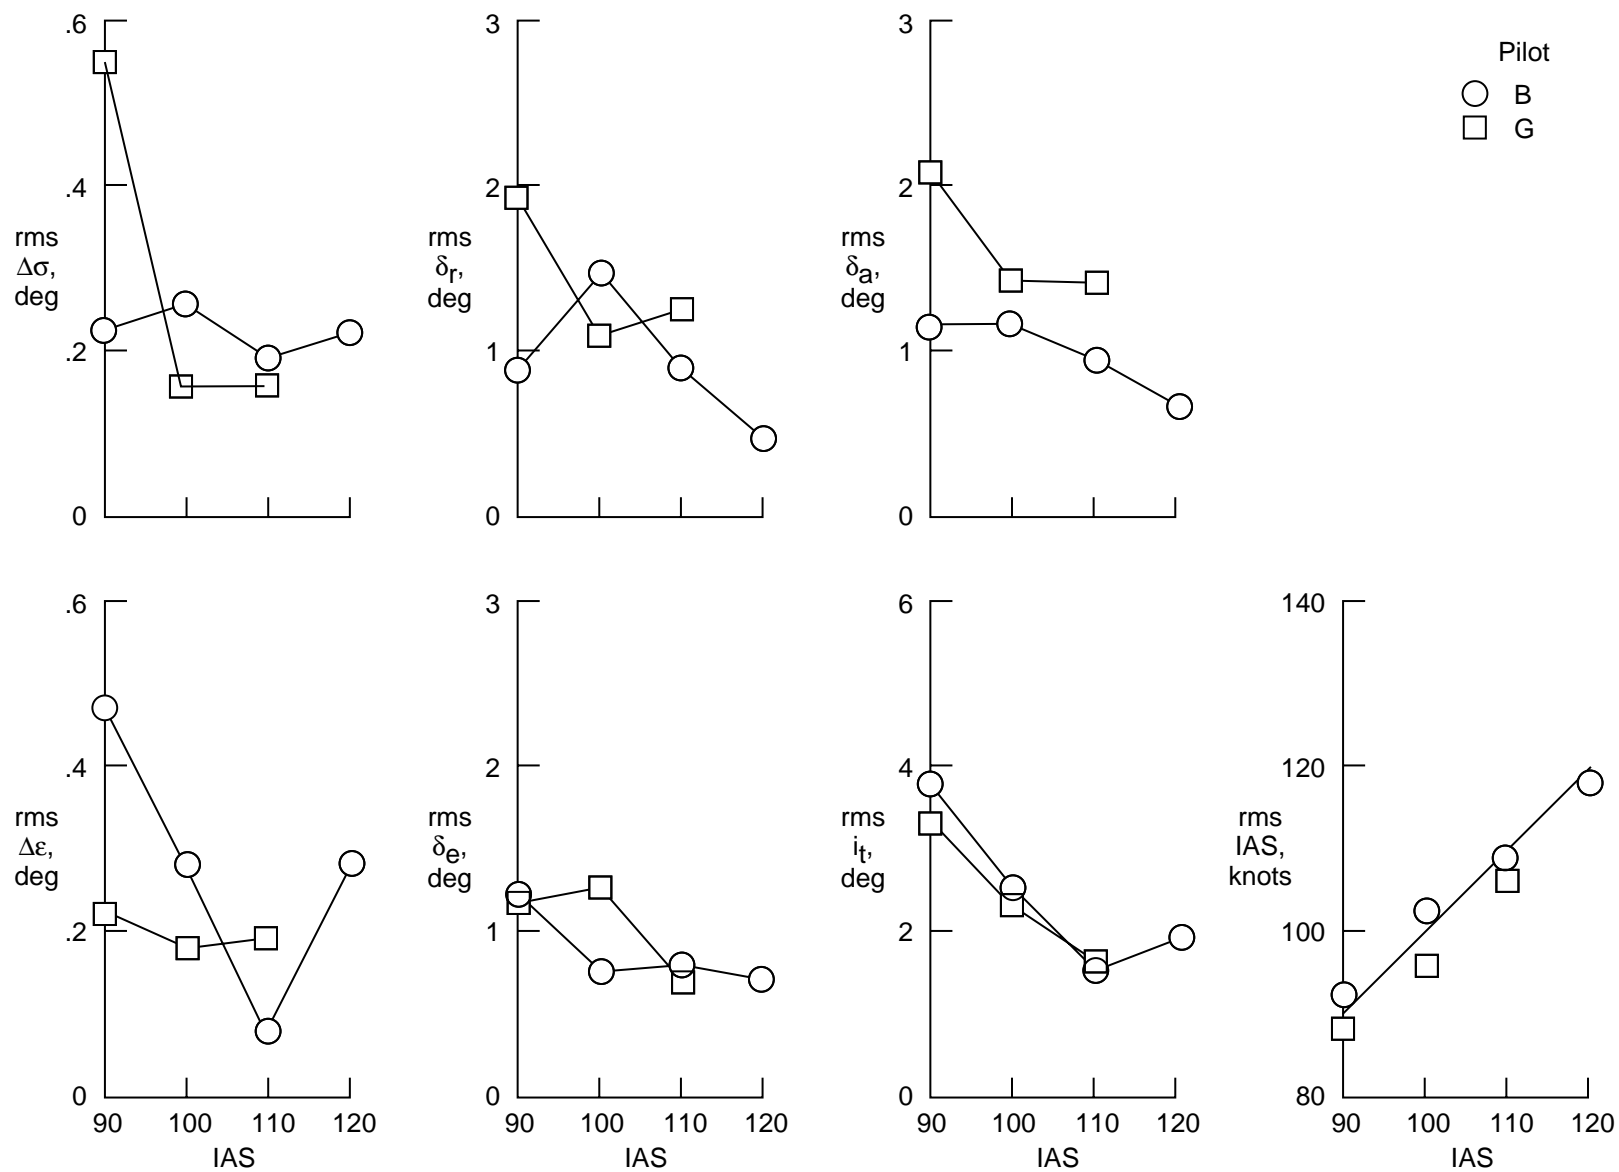 .6
.4
.2
0
rms
Δσ,
deg
3
2
1
0
rms
δr,
deg
3
2
1
0
rms
δa,
deg
Pilot
B
G
.6
.4
.2
0
rms
Δε,
deg
90 100 110 120
IAS
3
2
1
0
rms
δe,
deg
90 100 110 120
IAS
6
4
2
0
rms
it,
deg
90 100 110 120
IAS
140
120
100
80
rms
IAS,
knots
90 100 110 120
IAS